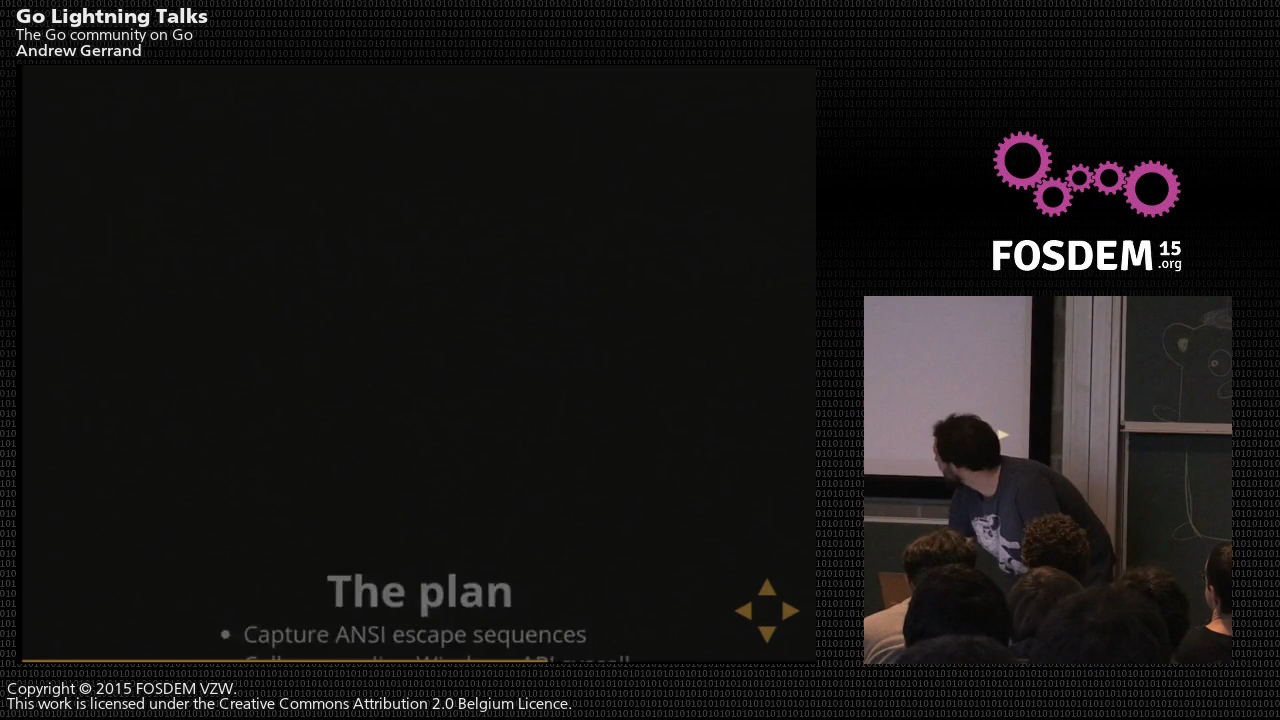 Go Lightning Talks
The Go community on Go
Andrew Gerrand
FOSDEM 15
.org
The plan
• Capture ANSI escape sequences
Copyright © 2015 FOSDEM VZW.
This work is licensed under the Creative Commons Attribution 2.0 Belgium Licence.